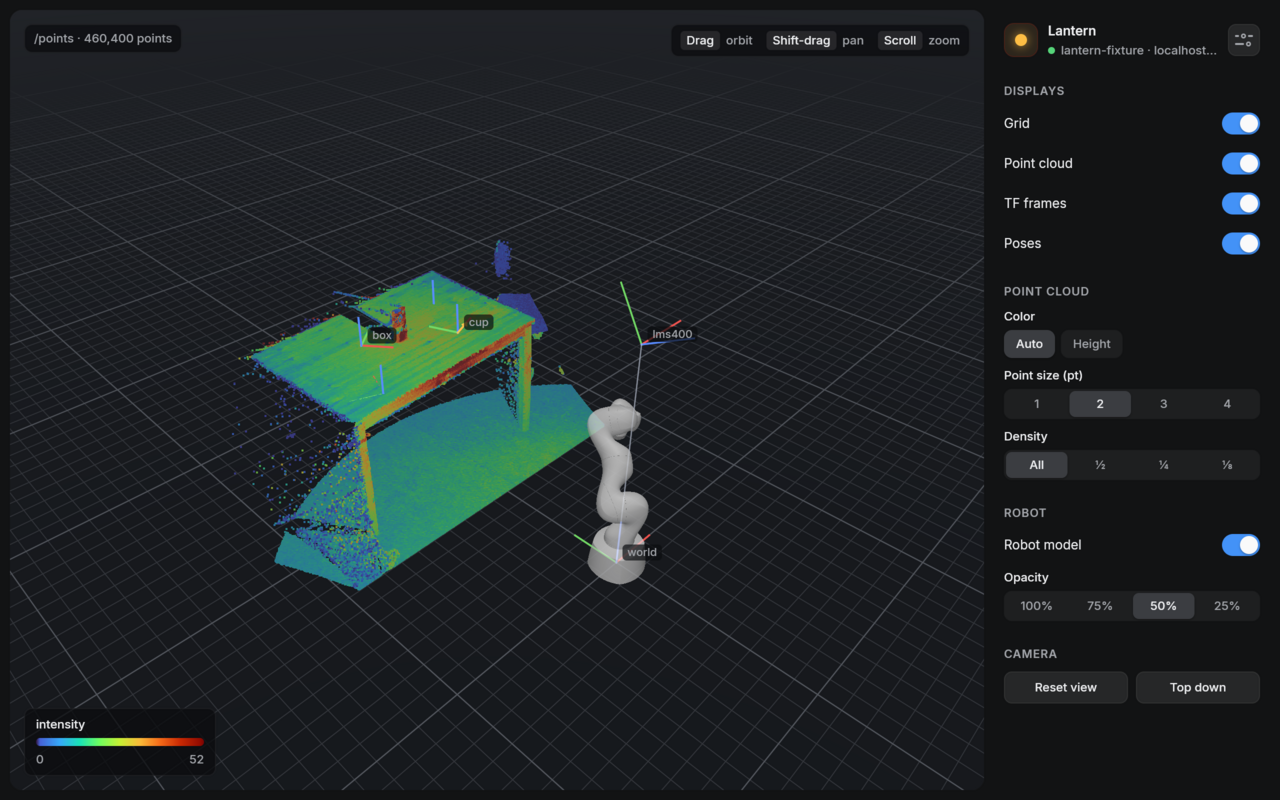 /points · 460,400 points
Drag orbit Shift-drag pan Scroll zoom
box
cup
lms400
world
intensity
0 52
Lantern
lantern-fixture · localhost...
DISPLAYS
Grid
Point cloud
TF frames
Poses
POINT CLOUD
Color
Auto Height
Point size (pt)
1 2 3 4
Density
All ½ ¼ ⅛
ROBOT
Robot model
Opacity
100% 75% 50% 25%
CAMERA
Reset view Top down